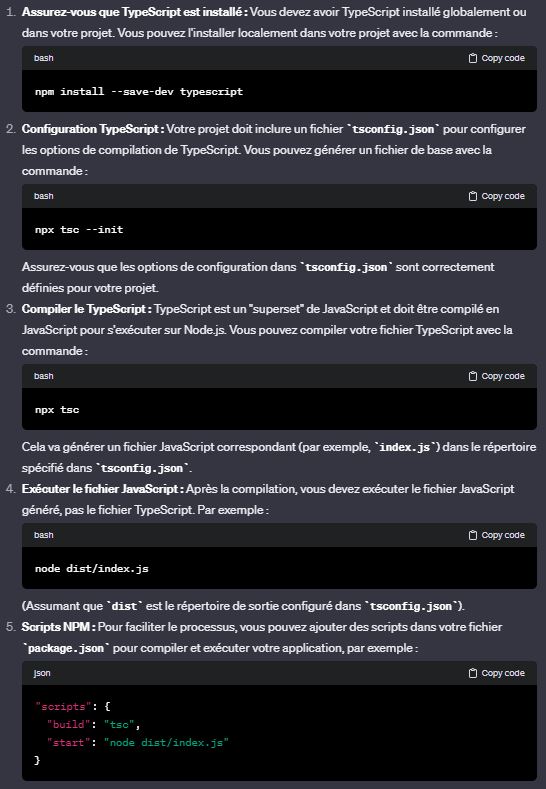 1. Assurez-vous que TypeScript est installé : Vous devez avoir TypeScript installé globalement ou
dans votre projet. Vous pouvez l'installer localement dans votre projet avec la commande :
bash Copy code
npm install --save-dev typescript
2. Configuration TypeScript : Votre projet doit inclure un fichier `tsconfig.json` pour configurer
les options de compilation de TypeScript. Vous pouvez générer un fichier de base avec la
commande :
bash Copy code
npx tsc --init
Assurez-vous que les options de configuration dans `tsconfig.json` sont correctement
définies pour votre projet.
3. Compiler le TypeScript : TypeScript est un "superset" de JavaScript et doit être compilé en
JavaScript pour s'exécuter sur Node.js. Vous pouvez compiler votre fichier TypeScript avec la
commande :
bash Copy code
npx tsc
Cela va générer un fichier JavaScript correspondant (par exemple, `index.js`) dans le répertoire
spécifié dans `tsconfig.json`.
4. Exécuter le fichier JavaScript : Après la compilation, vous devez exécuter le fichier JavaScript
généré, pas le fichier TypeScript. Par exemple :
bash Copy code
node dist/index.js
(Assumant que `dist` est le répertoire de sortie configuré dans `tsconfig.json`).
5. Scripts NPM : Pour faciliter le processus, vous pouvez ajouter des scripts dans votre fichier
`package.json` pour compiler et exécuter votre application, par exemple :
json Copy code
"scripts": {
"build": "tsc",
"start": "node dist/index.js"
}